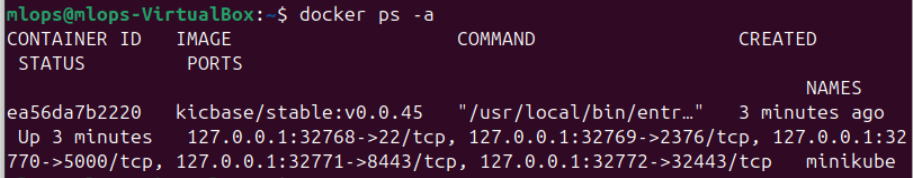 mlops@mlops-VirtualBox:~$ docker ps -a
CONTAINER ID   IMAGE                    COMMAND                  CREATED
 STATUS         PORTS
                                                                       NAMES
ea56da7b2220   kicbase/stable:v0.0.45   "/usr/local/bin/entr…"   3 minutes ago
 Up 3 minutes   127.0.0.1:32768->22/tcp, 127.0.0.1:32769->2376/tcp, 127.0.0.1:32
770->5000/tcp, 127.0.0.1:32771->8443/tcp, 127.0.0.1:32772->32443/tcp   minikube